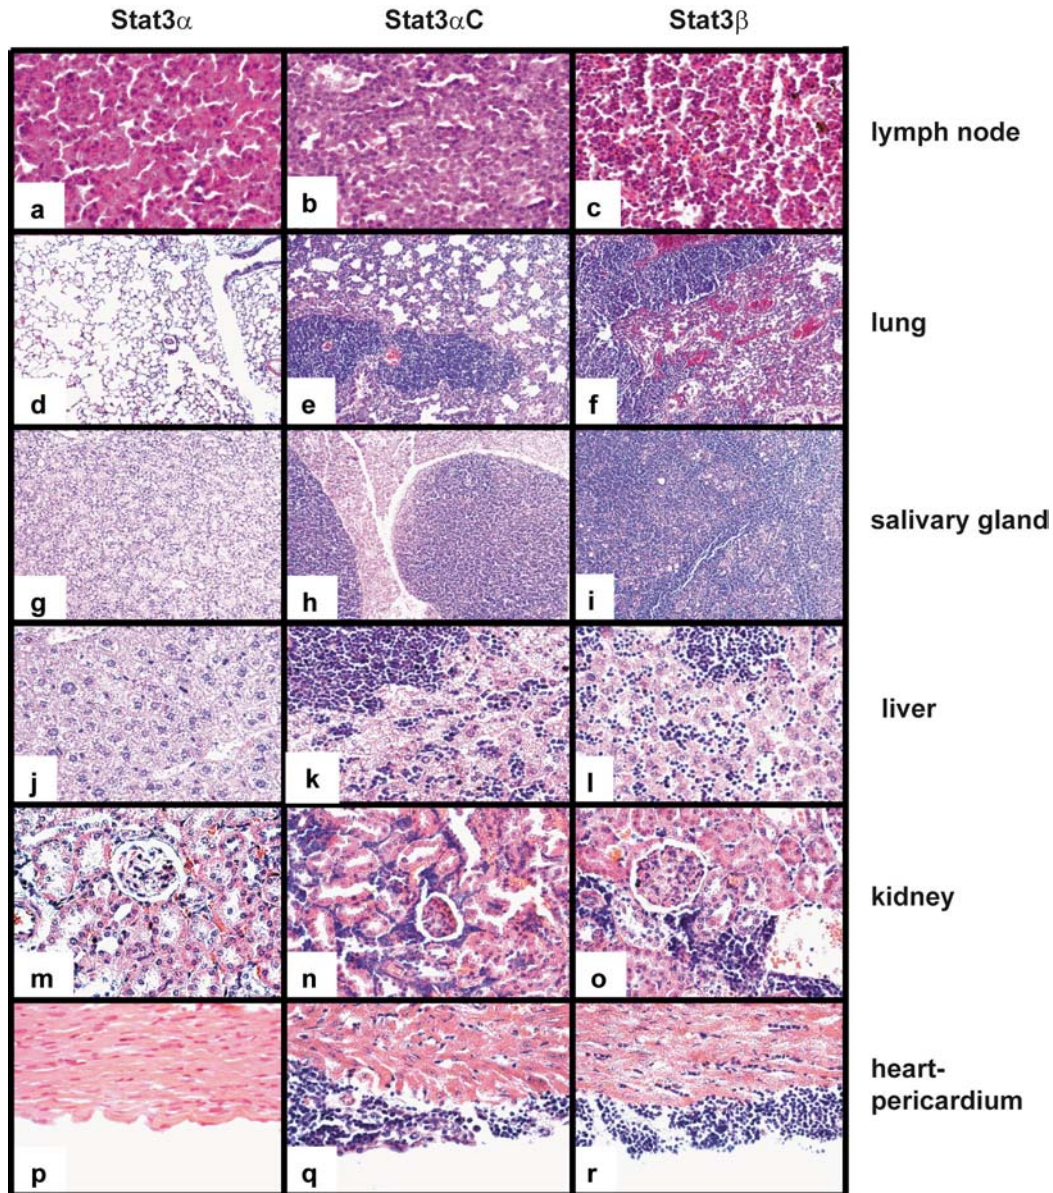 Stat3α Stat3αC Stat3β
a b c lymph node
d e f lung
g h i salivary gland
j k l liver
m n o kidney
p q r heart-
pericardium